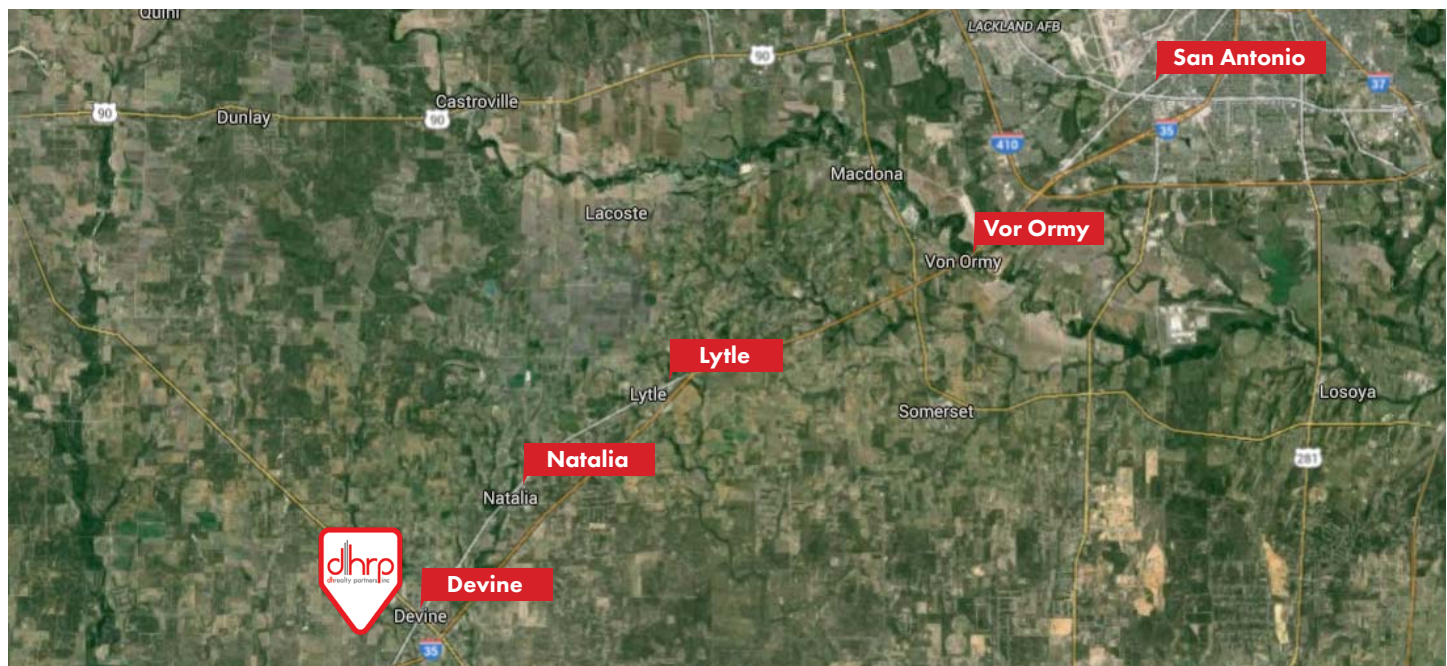 Quihi
LACKLAND AFB
San Antonio
90
37
90
Dunlay
Castroville
90
35
410
Macdona
Lacoste
Vor Ormy
Von Ormy
Lytle
Lytle
Somerset
Losoya
Natalia
281
Natalia
dhrp
dhrealty partners, inc
Devine
Devine
35